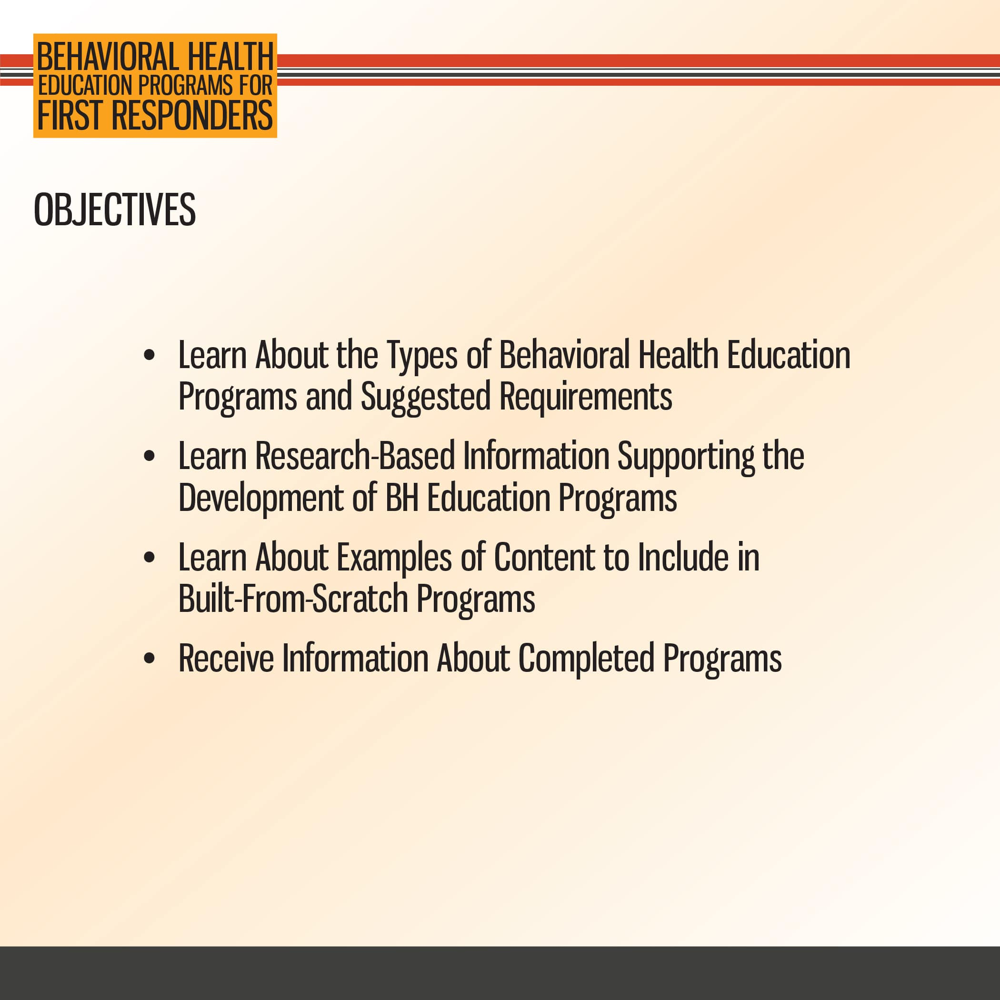 BEHAVIORAL HEALTH
EDUCATION PROGRAMS FOR
FIRST RESPONDERS
OBJECTIVES
• Learn About the Types of Behavioral Health Education
Programs and Suggested Requirements
• Learn Research-Based Information Supporting the
Development of BH Education Programs
• Learn About Examples of Content to Include in
Built-From-Scratch Programs
• Receive Information About Completed Programs